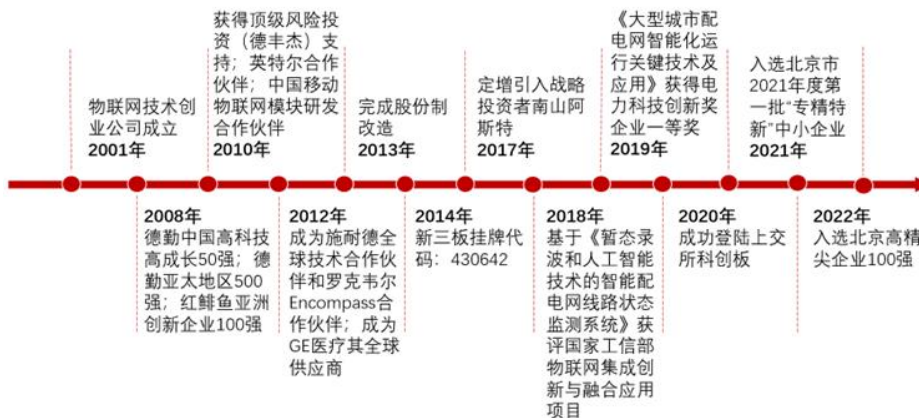 物联网技术创
业公司成立
2001年
2008年
德勤中国高科技
高成长50强；德
勤亚太地区500
强；红鲱鱼亚洲
创新企业100强
获得顶级风险投
资（德丰杰）支
持；英特尔合作
伙伴；中国移动
物联网模块研发
合作伙伴
2010年
2012年
成为施耐德全
球技术合作伙
伴和罗克韦尔
Encompass合
作伙伴；成为
GE医疗其全球
供应商
完成股份制
改造
2013年
2014年
新三板挂牌代
码：430642
定增引入战略
投资者南山阿
斯特
2017年
2018年
基于《暂态录
波和人工智能
技术的智能配
电网线路状态
监测系统》获
评国家工信部
物联网集成创
新与融合应用
项目
《大型城市配
电网智能化运
行关键技术及
应用》获得电
力科技创新奖
企业一等奖
2019年
2020年
成功登陆上交
所科创板
入选北京市
2021年度第
一批“专精特
新”中小企业
2021年
2022年
入选北京高精
尖企业100强